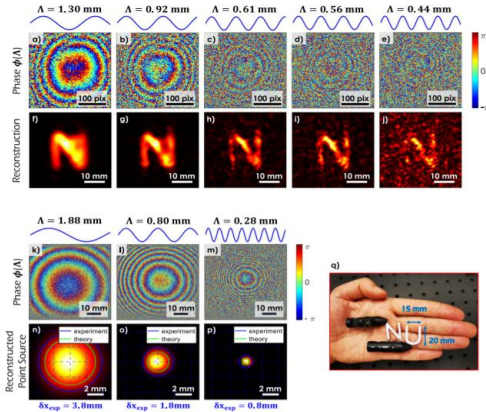 Λ = 1.30 mm Λ = 0.92 mm Λ = 0.61 mm Λ = 0.56 mm Λ = 0.44 mm
Phase ϕ(Λ)
a) b) c) d) e)
100 pix 100 pix 100 pix 100 pix 100 pix
π
0
-π
Reconstruction
f) g) h) i) j)
10 mm 10 mm 10 mm 10 mm 10 mm
Λ = 1.88 mm Λ = 0.80 mm Λ = 0.28 mm
Phase ϕ(Λ)
k) l) m)
10 mm 10 mm 10 mm
π
0
-π
Reconstructed
Point Source
n) o) p)
experiment experiment experiment
theory theory theory
2 mm 2 mm 2 mm
δxexp = 3.8mm δxexp = 1.8mm δxexp = 0.8mm
q)
15 mm
NU
20 mm